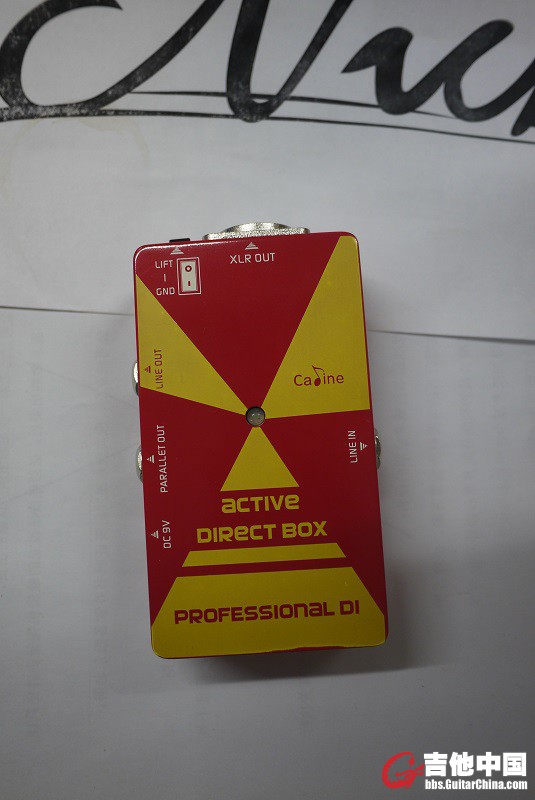 XLR OUT
LIFT
|
GND
O
I
LINE OUT
Caline
LINE IN
PARALLET OUT
DC 9V
ACTIVE
DIRECT BOX
PROFESSIONAL DI
吉他中国
bbs.GuitarChina.com